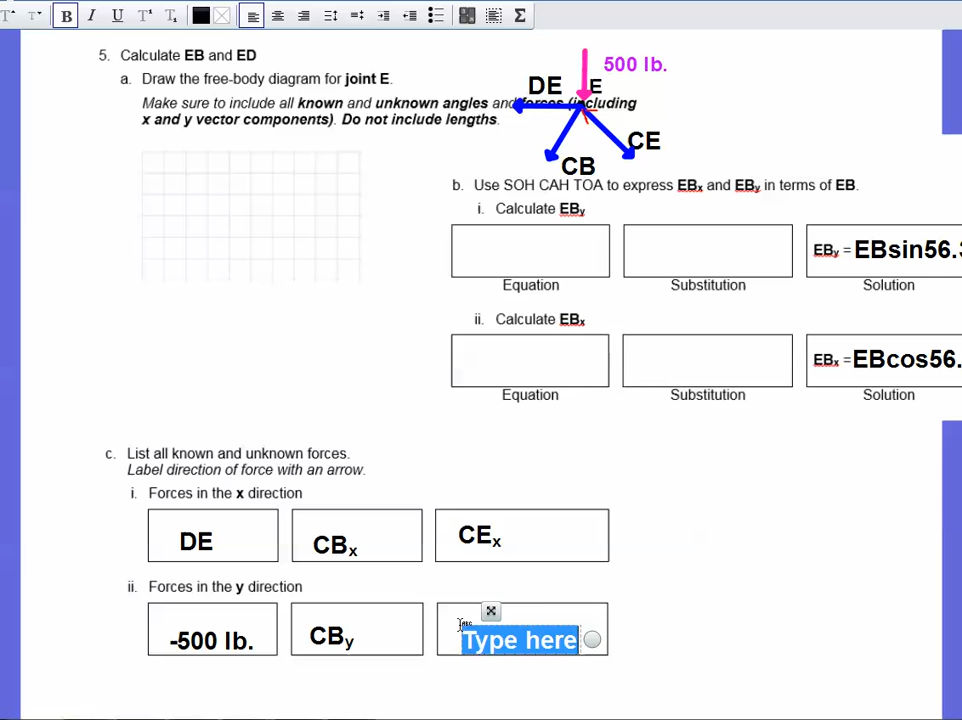 5. Calculate EB and ED
a. Draw the free-body diagram for joint E.
Make sure to include all known and unknown angles and forces (including
x and y vector components). Do not include lengths.
500 lb.
DE
E
CE
CB
b. Use SOH CAH TOA to express EBx and EBy in terms of EB.
i. Calculate EBy
EBy = EBsin56.
Equation
Substitution
Solution
ii. Calculate EBx
EBx = EBcos56.
Equation
Substitution
Solution
c. List all known and unknown forces.
Label direction of force with an arrow.
i. Forces in the x direction
DE
CBx
CEx
ii. Forces in the y direction
-500 lb.
CBy
Type here